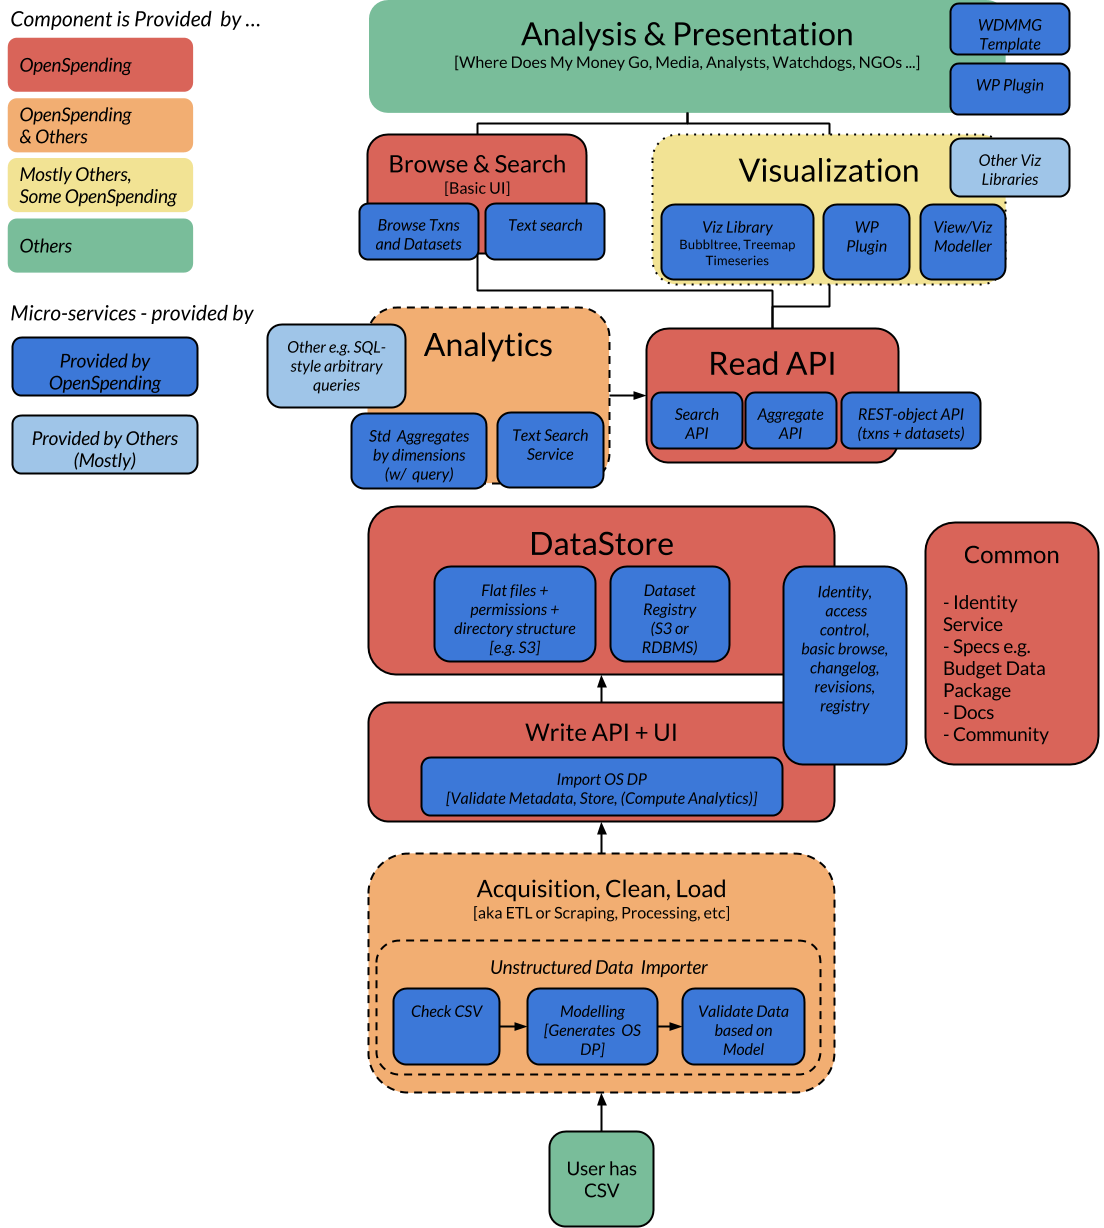 Component is Provided by ...
OpenSpending
OpenSpending
& Others
Mostly Others,
Some OpenSpending
Others
Micro-services - provided by
Provided by
OpenSpending
Provided by Others
(Mostly)
Analysis & Presentation
[Where Does My Money Go, Media, Analysts, Watchdogs, NGOs ...]
WDMMG
Template
WP Plugin
Browse & Search
[Basic UI]
Browse Txns
and Datasets
Text search
Visualization
Other Viz
Libraries
Viz Library
Bubbltree, Treemap
Timeseries
WP
Plugin
View/Viz
Modeller
Other e.g. SQL-
style arbitrary
queries
Analytics
Std Aggregates
by dimensions
(w/ query)
Text Search
Service
Read API
Search
API
Aggregate
API
REST-object API
(txns + datasets)
DataStore
Flat files +
permissions +
directory structure
[e.g. S3]
Dataset
Registry
(S3 or
RDBMS)
Identity,
access
control,
basic browse,
changelog,
revisions,
registry
Common
- Identity
Service
- Specs e.g.
Budget Data
Package
- Docs
- Community
Write API + UI
Import OS DP
[Validate Metadata, Store, (Compute Analytics)]
Acquisition, Clean, Load
[aka ETL or Scraping, Processing, etc]
Unstructured Data Importer
Check CSV
Modelling
[Generates OS
DP]
Validate Data
based on
Model
User has
CSV